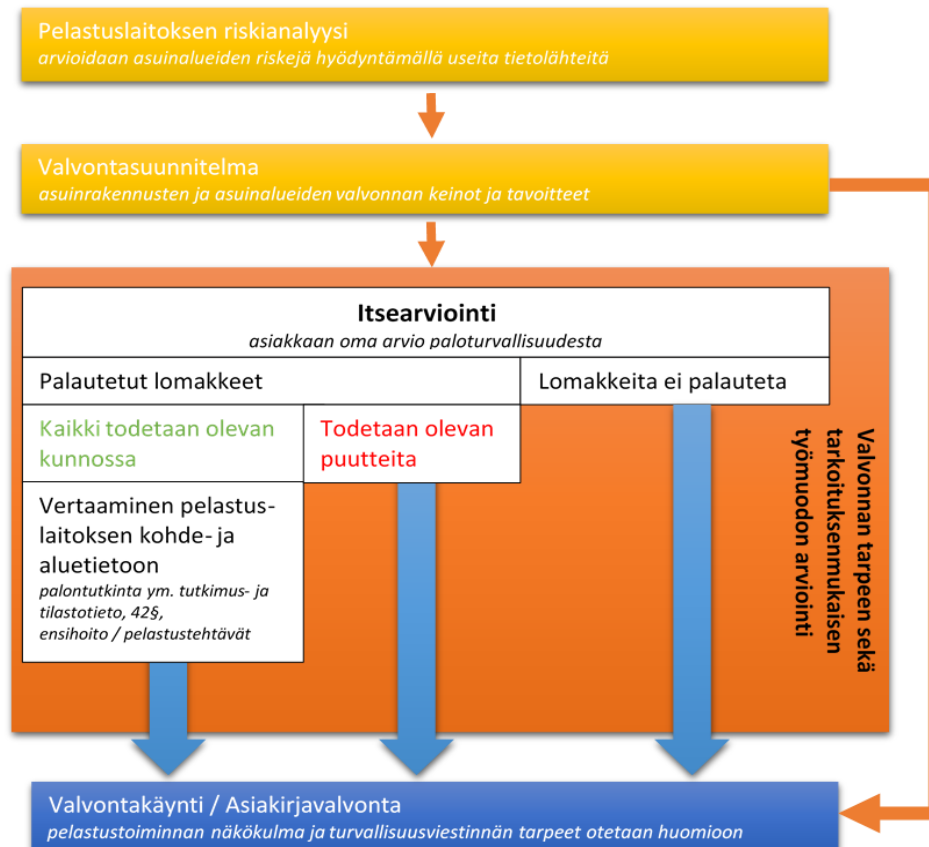 Pelastuslaitoksen riskianalyysi
arvioidaan asuinalueiden riskejä hyödyntämällä useita tietolähteitä
Valvontasuunnitelma
asuinrakennusten ja asuinalueiden valvonnan keinot ja tavoitteet
Itsearviointi
asiakkaan oma arvio paloturvallisuudesta
Palautetut lomakkeet
Lomakkeita ei palauteta
Kaikki todetaan olevan
kunnossa
Todetaan olevan
puutteita
Vertaaminen pelastus-
laitoksen kohde- ja
aluetietoon
palontutkinta ym. tutkimus- ja
tilastotieto, 42§,
ensihoito / pelastustehtävät
Valvonnan tarpeen sekä
tarkoituksenmukaisen
työmuodon arviointi
Valvontakäynti / Asiakirjavalvonta
pelastustoiminnan näkökulma ja turvallisuusviestinnän tarpeet otetaan huomioon